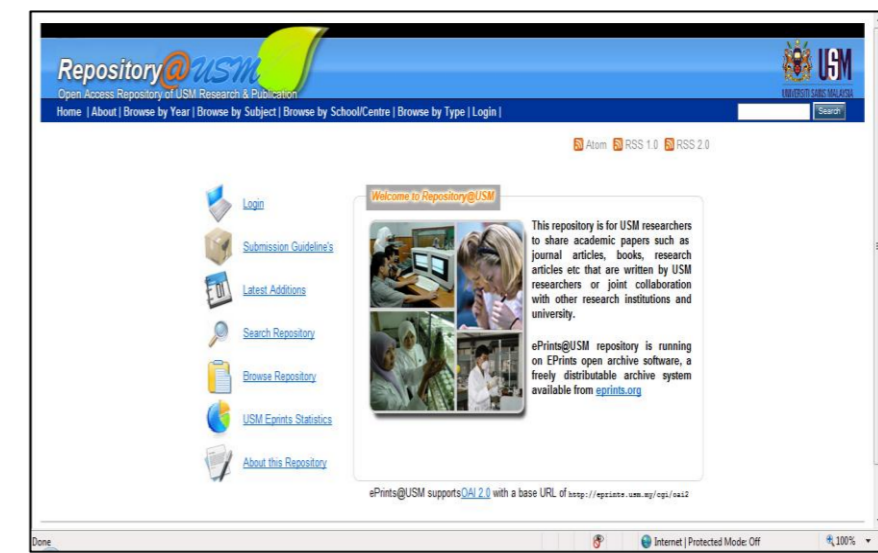 Repository@USM
Open Access Repository of USM Research & Publication
USM
UNIVERSITI SAINS MALAYSIA
Home | About | Browse by Year | Browse by Subject | Browse by School/Centre | Browse by Type | Login |
Search
Atom RSS 1.0 RSS 2.0
Login
Submission Guideline's
Latest Additions
Search Repository
Browse Repository
USM Eprints Statistics
About this Repository
Welcome to Repository@USM
This repository is for USM researchers
to share academic papers such as
journal articles, books, research
articles etc that are written by USM
researchers or joint collaboration
with other research institutions and
university.
ePrints@USM repository is running
on EPrints open archive software, a
freely distributable archive system
available from eprints.org
ePrints@USM supports OAI 2.0 with a base URL of http://eprints.usm.my/cgi/oai2
Done
Internet | Protected Mode: Off
100%